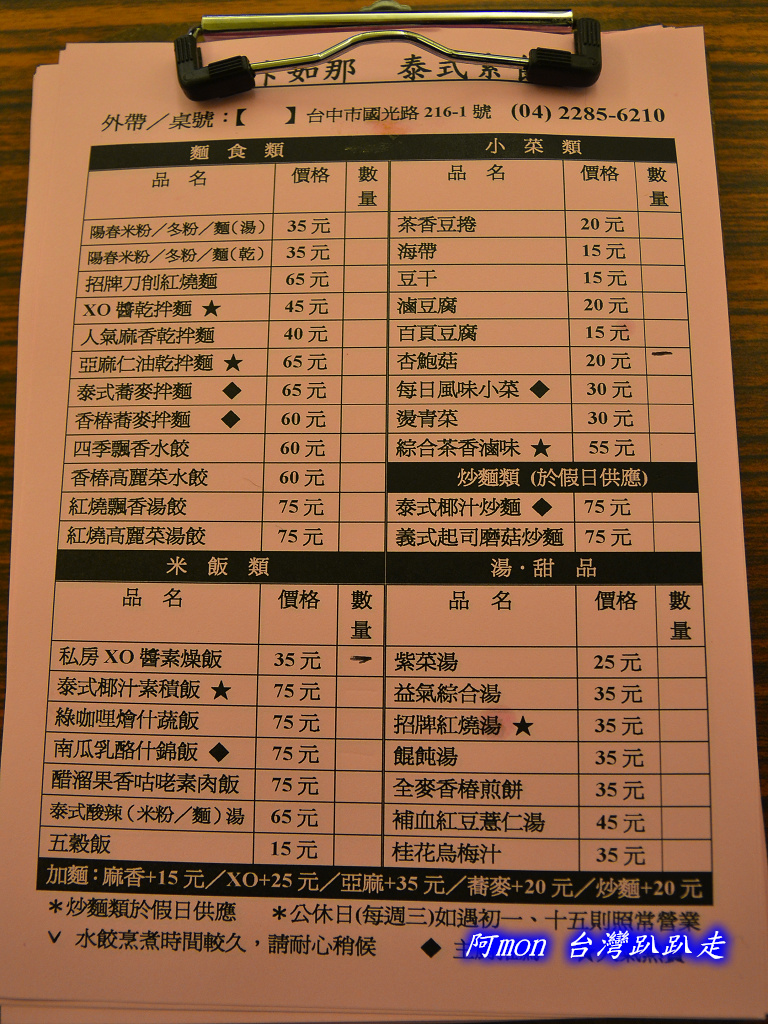 如那 泰式素
外帶／桌號：【 】台中市國光路 216-1 號 (04) 2285-6210
麵 食 類
品 名 價格 數量
陽春米粉／冬粉／麵（湯） 35 元
陽春米粉／冬粉／麵（乾） 35 元
招牌刀削紅燒麵 65 元
XO 醬乾拌麵 ★ 45 元
人氣麻香乾拌麵 40 元
亞麻仁油乾拌麵 ★ 65 元
泰式蕎麥拌麵 ◆ 65 元
香椿蕎麥拌麵 ◆ 60 元
四季飄香水餃 60 元
香椿高麗菜水餃 60 元
紅燒飄香湯餃 75 元
紅燒高麗菜湯餃 75 元
小 菜 類
品 名 價格 數量
茶香豆捲 20 元
海帶 15 元
豆干 15 元
滷豆腐 20 元
百頁豆腐 15 元
杏鮑菇 20 元
每日風味小菜 ◆ 30 元
燙青菜 30 元
綜合茶香滷味 ★ 55 元
炒麵類 (於假日供應)
泰式椰汁炒麵 ◆ 75 元
義式起司磨菇炒麵 75 元
米 飯 類
品 名 價格 數量
私房 XO 醬素燥飯 35 元
泰式椰汁素積飯 ★ 75 元
綠咖哩燴什蔬飯 75 元
南瓜乳酪什錦飯 ◆ 75 元
醋溜果香咕咾素肉飯 75 元
泰式酸辣（米粉／麵）湯 65 元
五穀飯 15 元
湯．甜 品
品 名 價格 數量
紫菜湯 25 元
益氣綜合湯 35 元
招牌紅燒湯 ★ 35 元
餛飩湯 35 元
全麥香椿煎餅 35 元
補血紅豆薏仁湯 45 元
桂花烏梅汁 35 元
加麵：麻香+15 元／XO+25 元／亞麻+35 元／蕎麥+20 元／炒麵+20 元
＊炒麵類於假日供應 ＊公休日(每週三)如遇初一、十五則照常營業
ˇ 水餃烹煮時間較久，請耐心稍候 ◆ 主
阿mon 台灣趴趴走